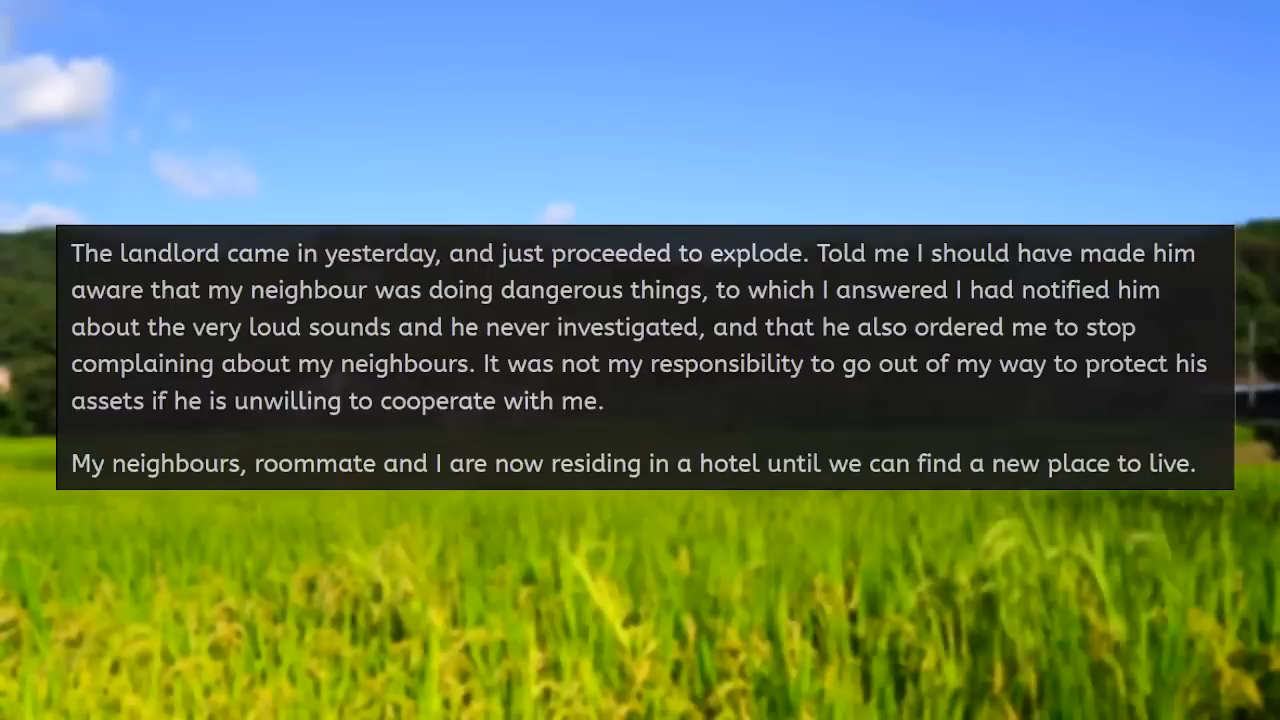 The landlord came in yesterday, and just proceeded to explode. Told me I should have made him
aware that my neighbour was doing dangerous things, to which I answered I had notified him
about the very loud sounds and he never investigated, and that he also ordered me to stop
complaining about my neighbours. It was not my responsibility to go out of my way to protect his
assets if he is unwilling to cooperate with me.
My neighbours, roommate and I are now residing in a hotel until we can find a new place to live.